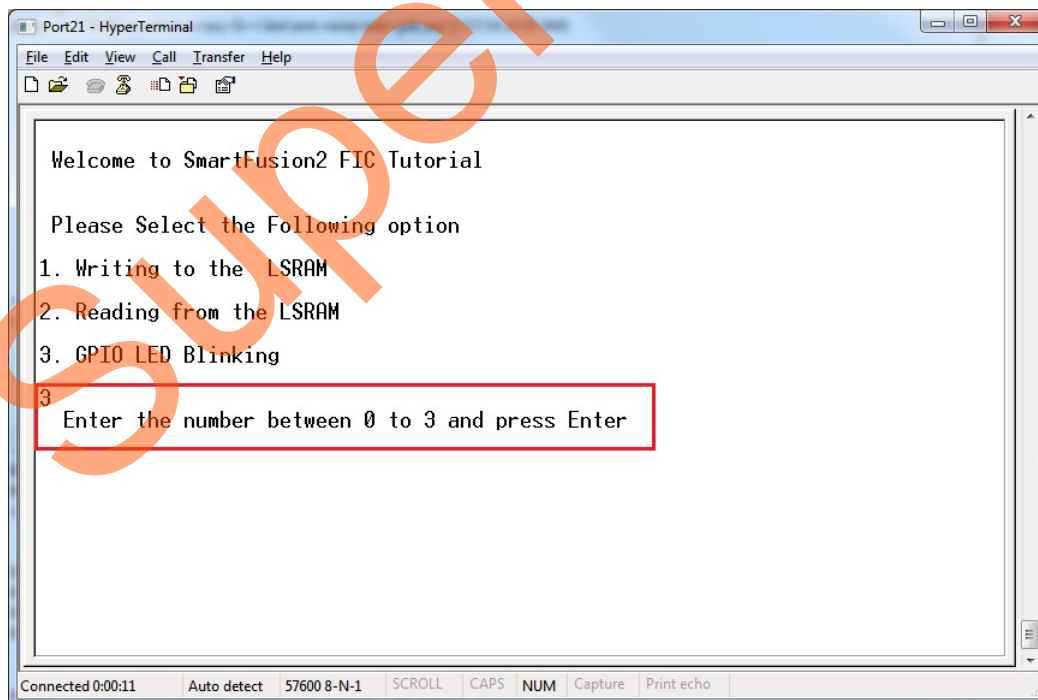 Port21 - HyperTerminal
File Edit View Call Transfer Help
Welcome to SmartFusion2 FIC Tutorial
Please Select the Following option
1. Writing to the LSRAM
2. Reading from the LSRAM
3. GPIO LED Blinking
3
Enter the number between 0 to 3 and press Enter
Connected 0:00:11 Auto detect 57600 8-N-1 SCROLL CAPS NUM Capture Print echo
Super